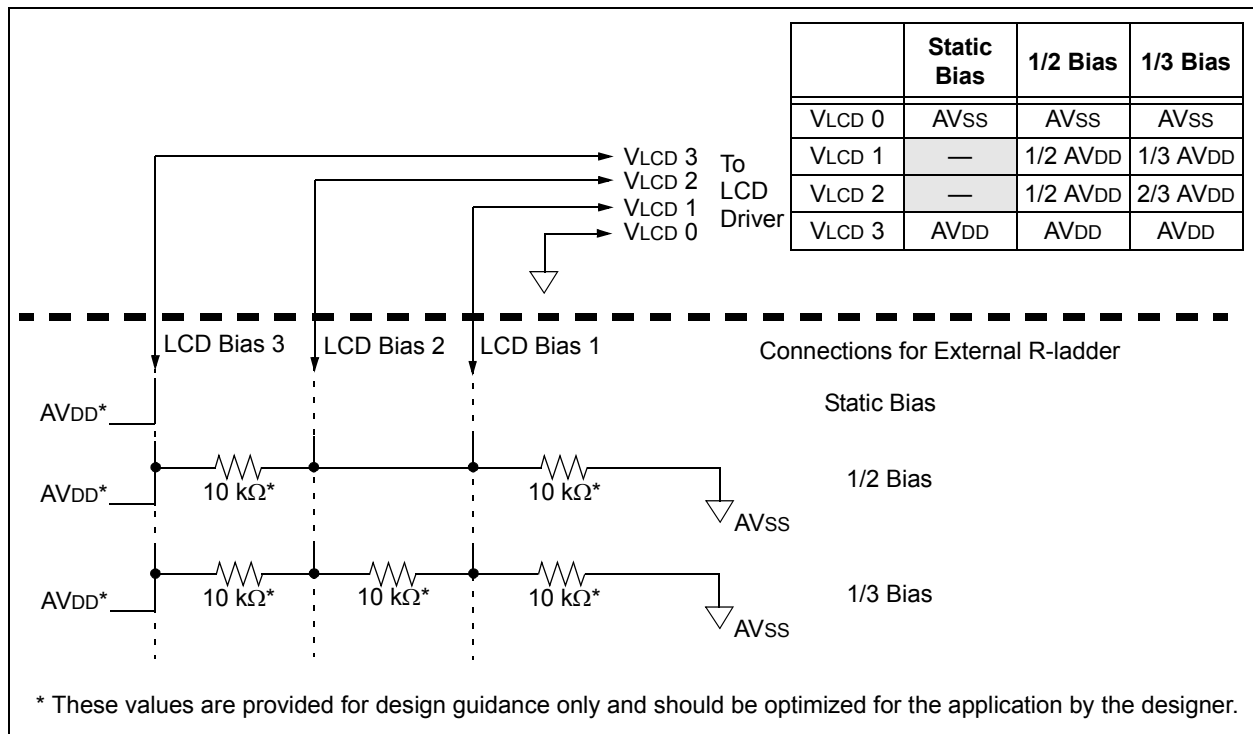 Static Bias 1/2 Bias 1/3 Bias
VLCD 0 AVSS AVSS AVSS
VLCD 1 — 1/2 AVDD 1/3 AVDD
VLCD 2 — 1/2 AVDD 2/3 AVDD
VLCD 3 AVDD AVDD AVDD
VLCD 3
VLCD 2
VLCD 1
VLCD 0
To
LCD
Driver
LCD Bias 3 LCD Bias 2 LCD Bias 1 Connections for External R-ladder
AVDD* Static Bias
AVDD* 10 kΩ* 10 kΩ* AVSS 1/2 Bias
AVDD* 10 kΩ* 10 kΩ* 10 kΩ* AVSS 1/3 Bias
* These values are provided for design guidance only and should be optimized for the application by the designer.